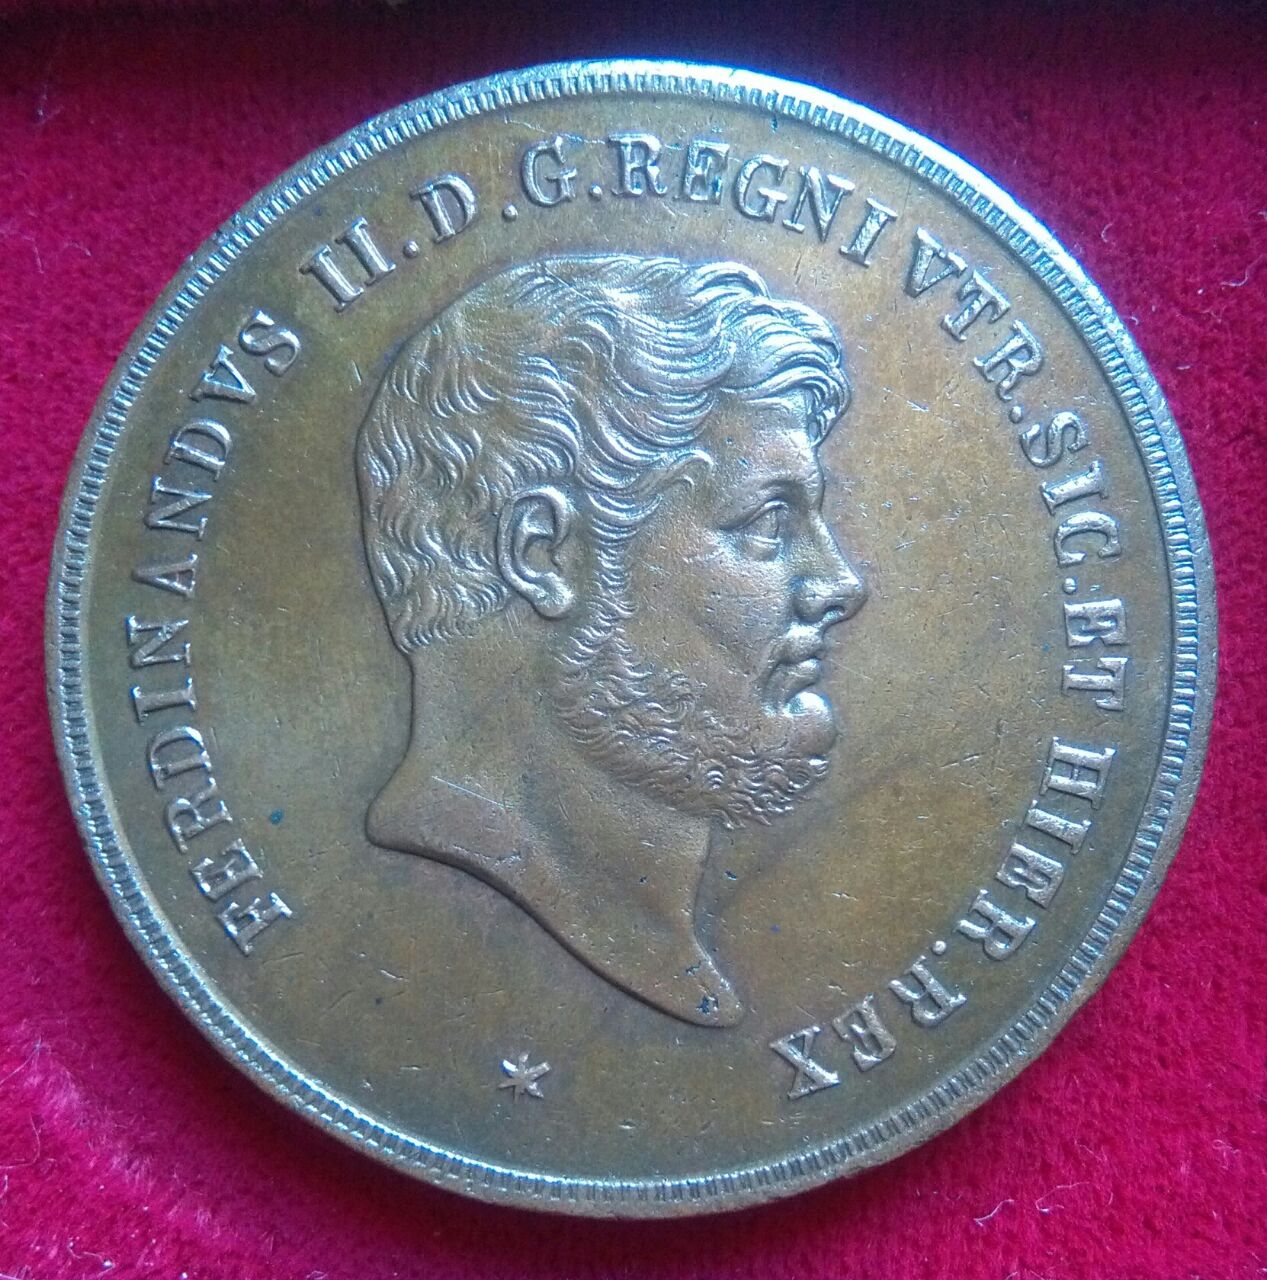 FERDINANDVS II. D. G. REGNI VTR. SIC. ET HIER. REX